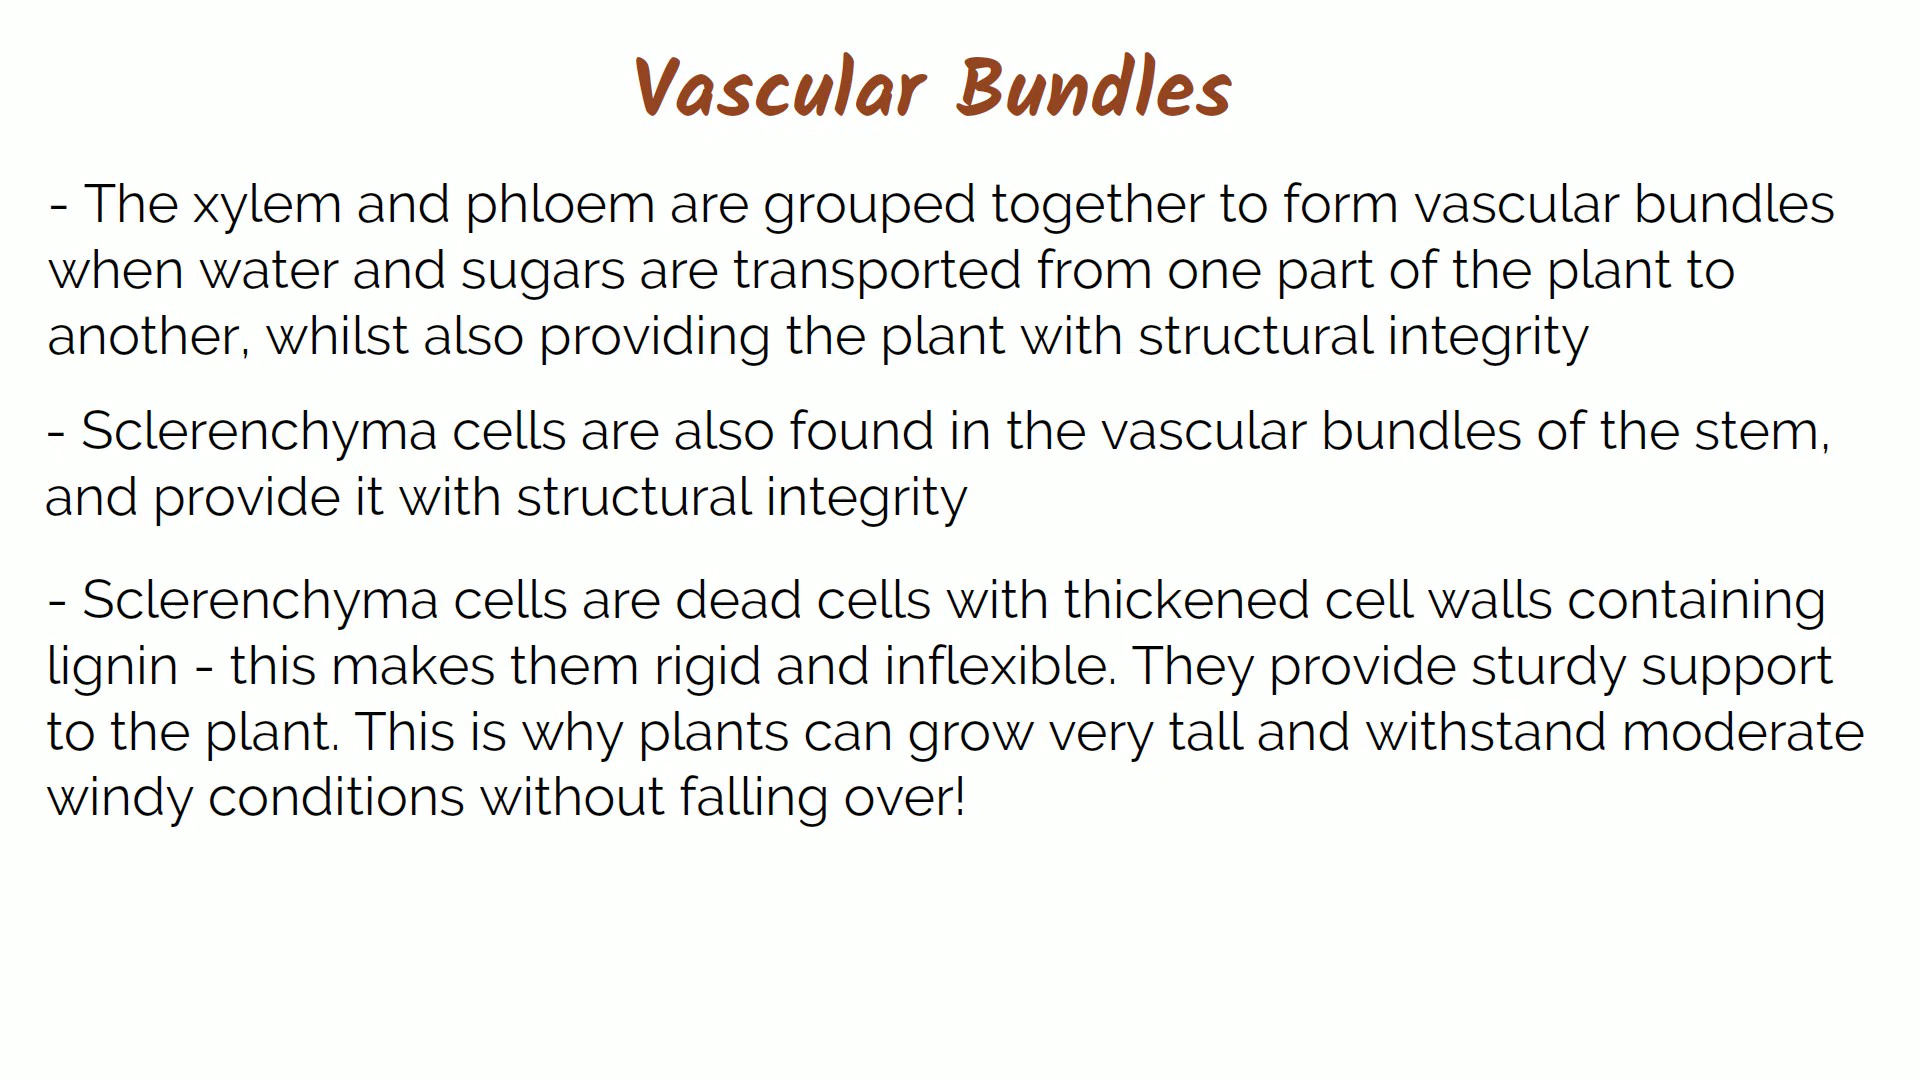 Vascular Bundles
- The xylem and phloem are grouped together to form vascular bundles
when water and sugars are transported from one part of the plant to
another, whilst also providing the plant with structural integrity
- Sclerenchyma cells are also found in the vascular bundles of the stem,
and provide it with structural integrity
- Sclerenchyma cells are dead cells with thickened cell walls containing
lignin - this makes them rigid and inflexible. They provide sturdy support
to the plant. This is why plants can grow very tall and withstand moderate
windy conditions without falling over!